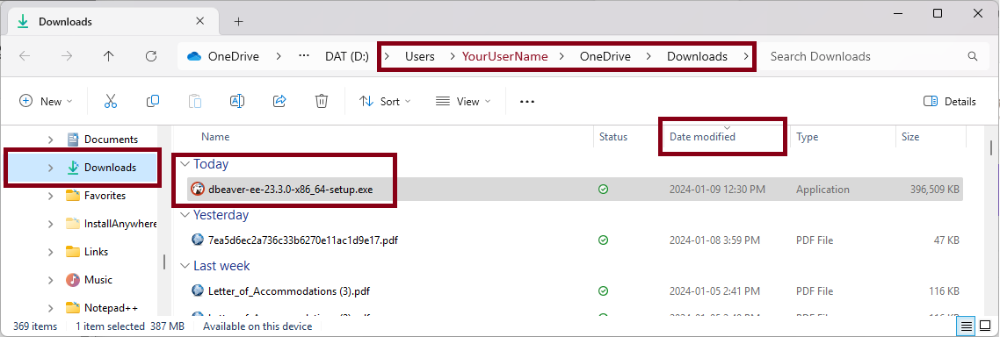 Downloads
OneDrive > ··· DAT (D:) > Users > YourUserName > OneDrive > Downloads > Search Downloads
New Sort View ··· Details
Name Status Date modified Type Size
Documents
Downloads
Favorites
InstallAnywhere
Links
Music
Notepad++
Today
dbeaver-ee-23.3.0-x86_64-setup.exe 2024-01-09 12:30 PM Application 396,509 KB
Yesterday
7ea5d6ec2a736c33b6270e11ac1d9e17.pdf 2024-01-08 3:59 PM PDF File 47 KB
Last week
Letter_of_Accommodations (3).pdf 2024-01-05 2:41 PM PDF File 116 KB
369 items 1 item selected 387 MB Available on this device